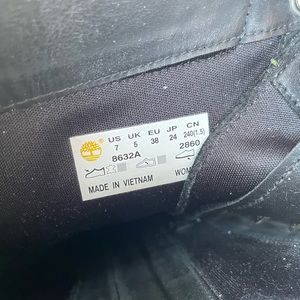 US UK EU JP CN
7 5 38 24 240(1.5)
8632A 2860
MADE IN VIETNAM WOM